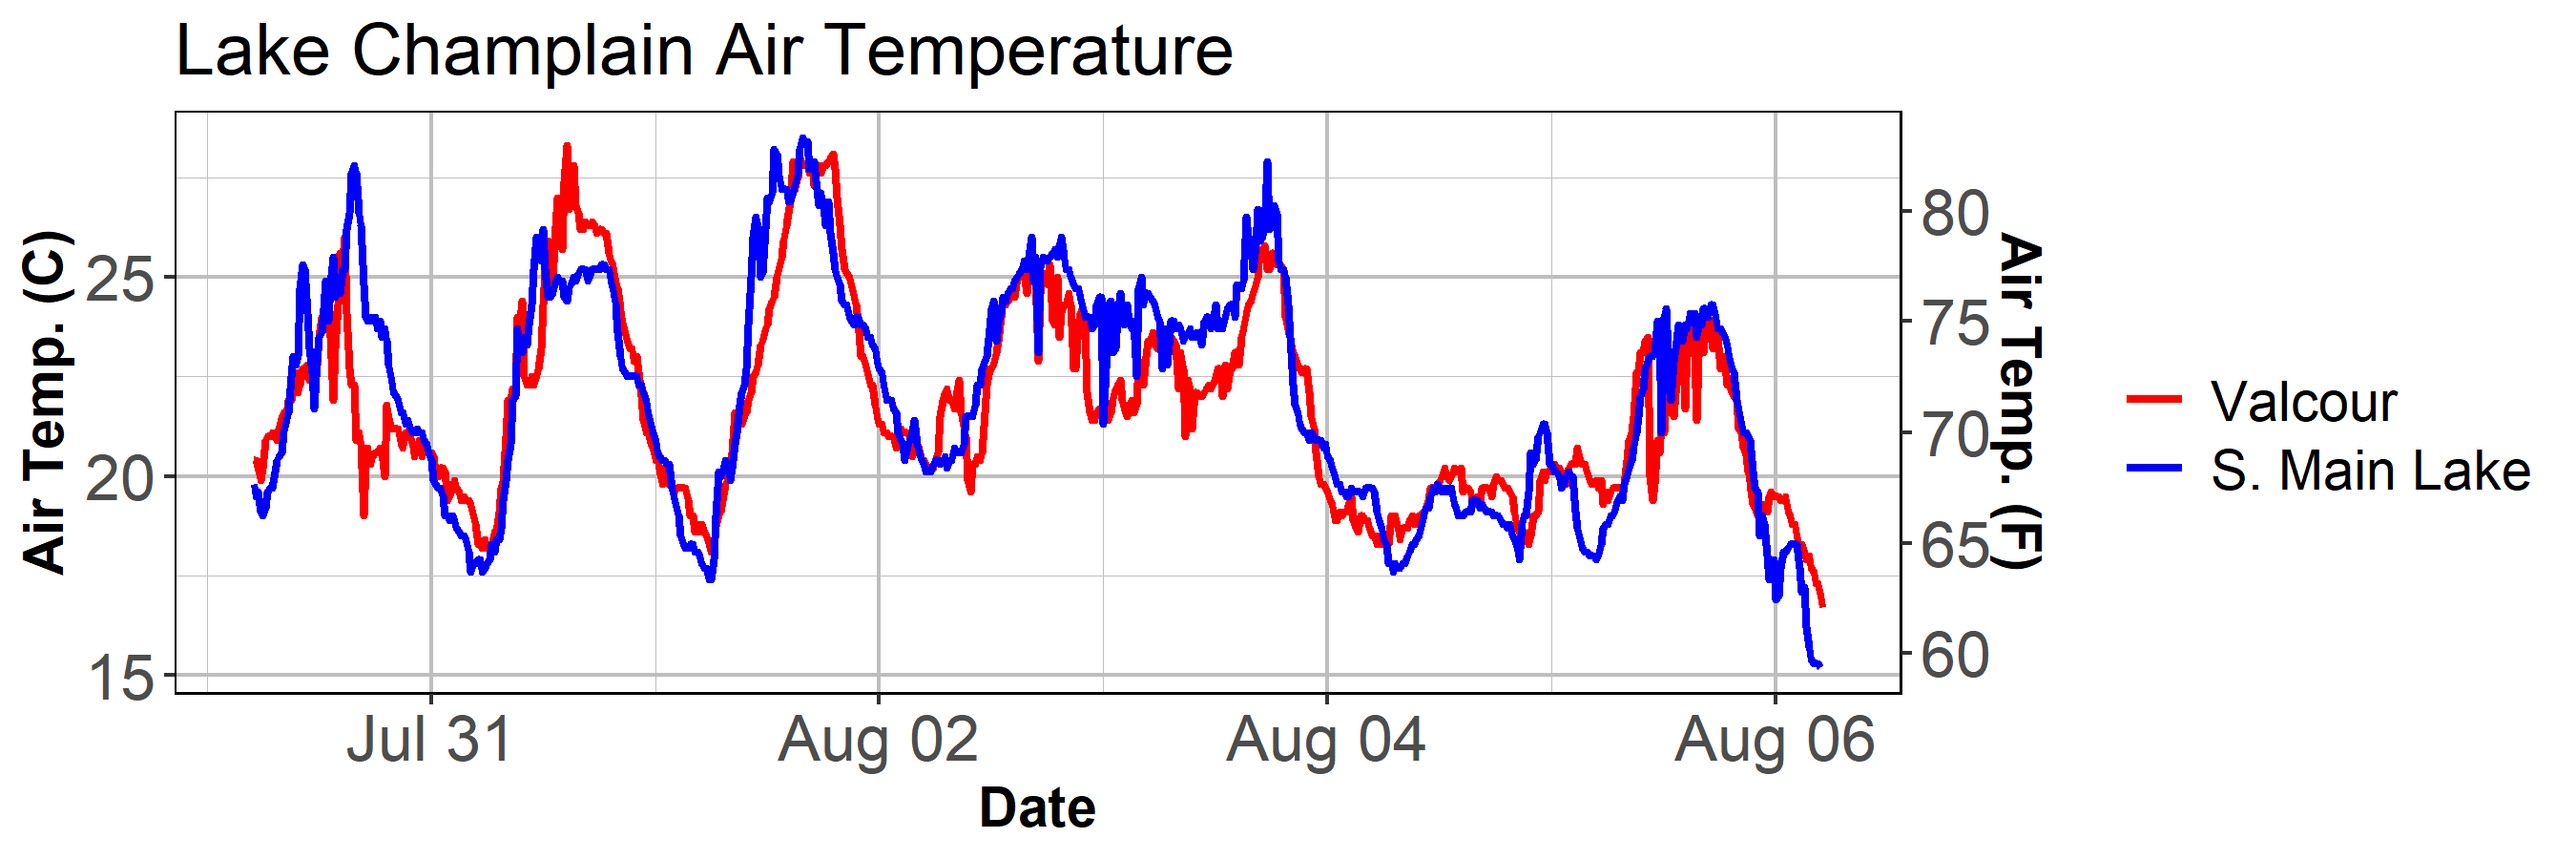 Lake Champlain Air Temperature
Air Temp. (C)
25
20
15
80
75
70
65
60
Air Temp. (F)
Jul 31
Aug 02
Aug 04
Aug 06
Date
Valcour
S. Main Lake